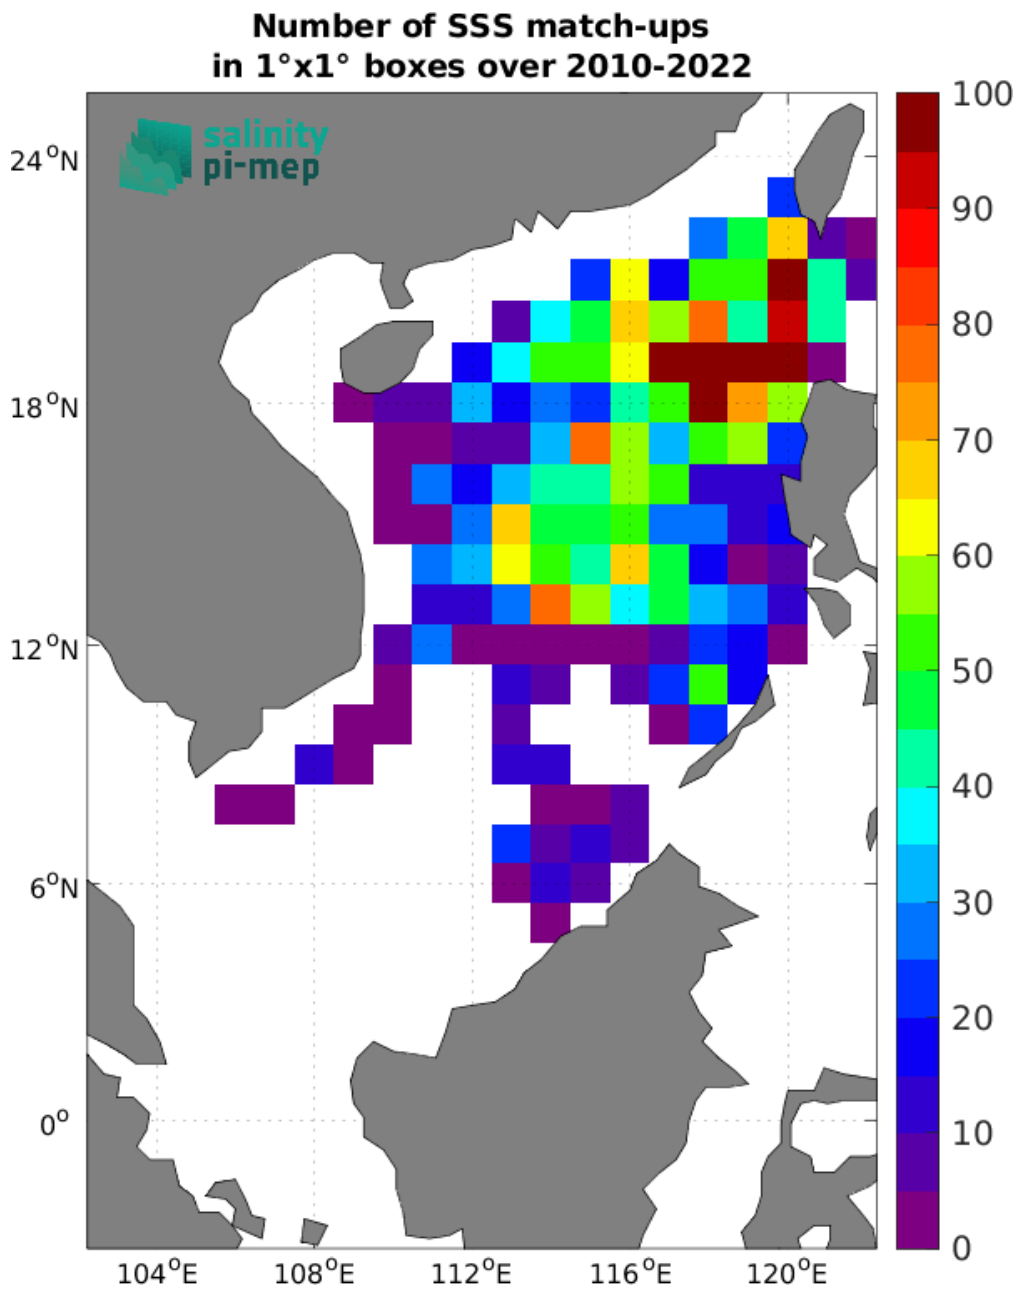 Number of SSS match-ups
in 1°x1° boxes over 2010-2022
salinity
pi-mep
24°N
18°N
12°N
6°N
0°
104°E
108°E
112°E
116°E
120°E
100
90
80
70
60
50
40
30
20
10
0